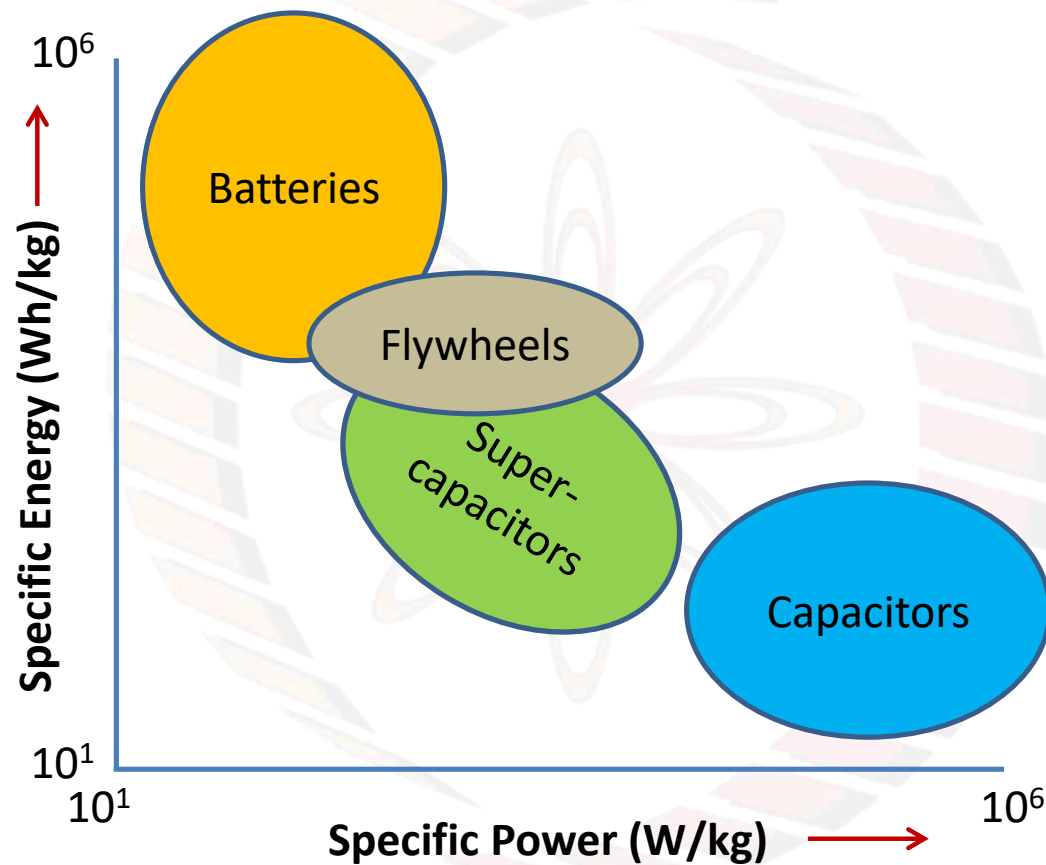 10⁶
Specific Energy (Wh/kg)
Batteries
Flywheels
Super-
capacitors
Capacitors
10¹
10¹
10⁶
Specific Power (W/kg)